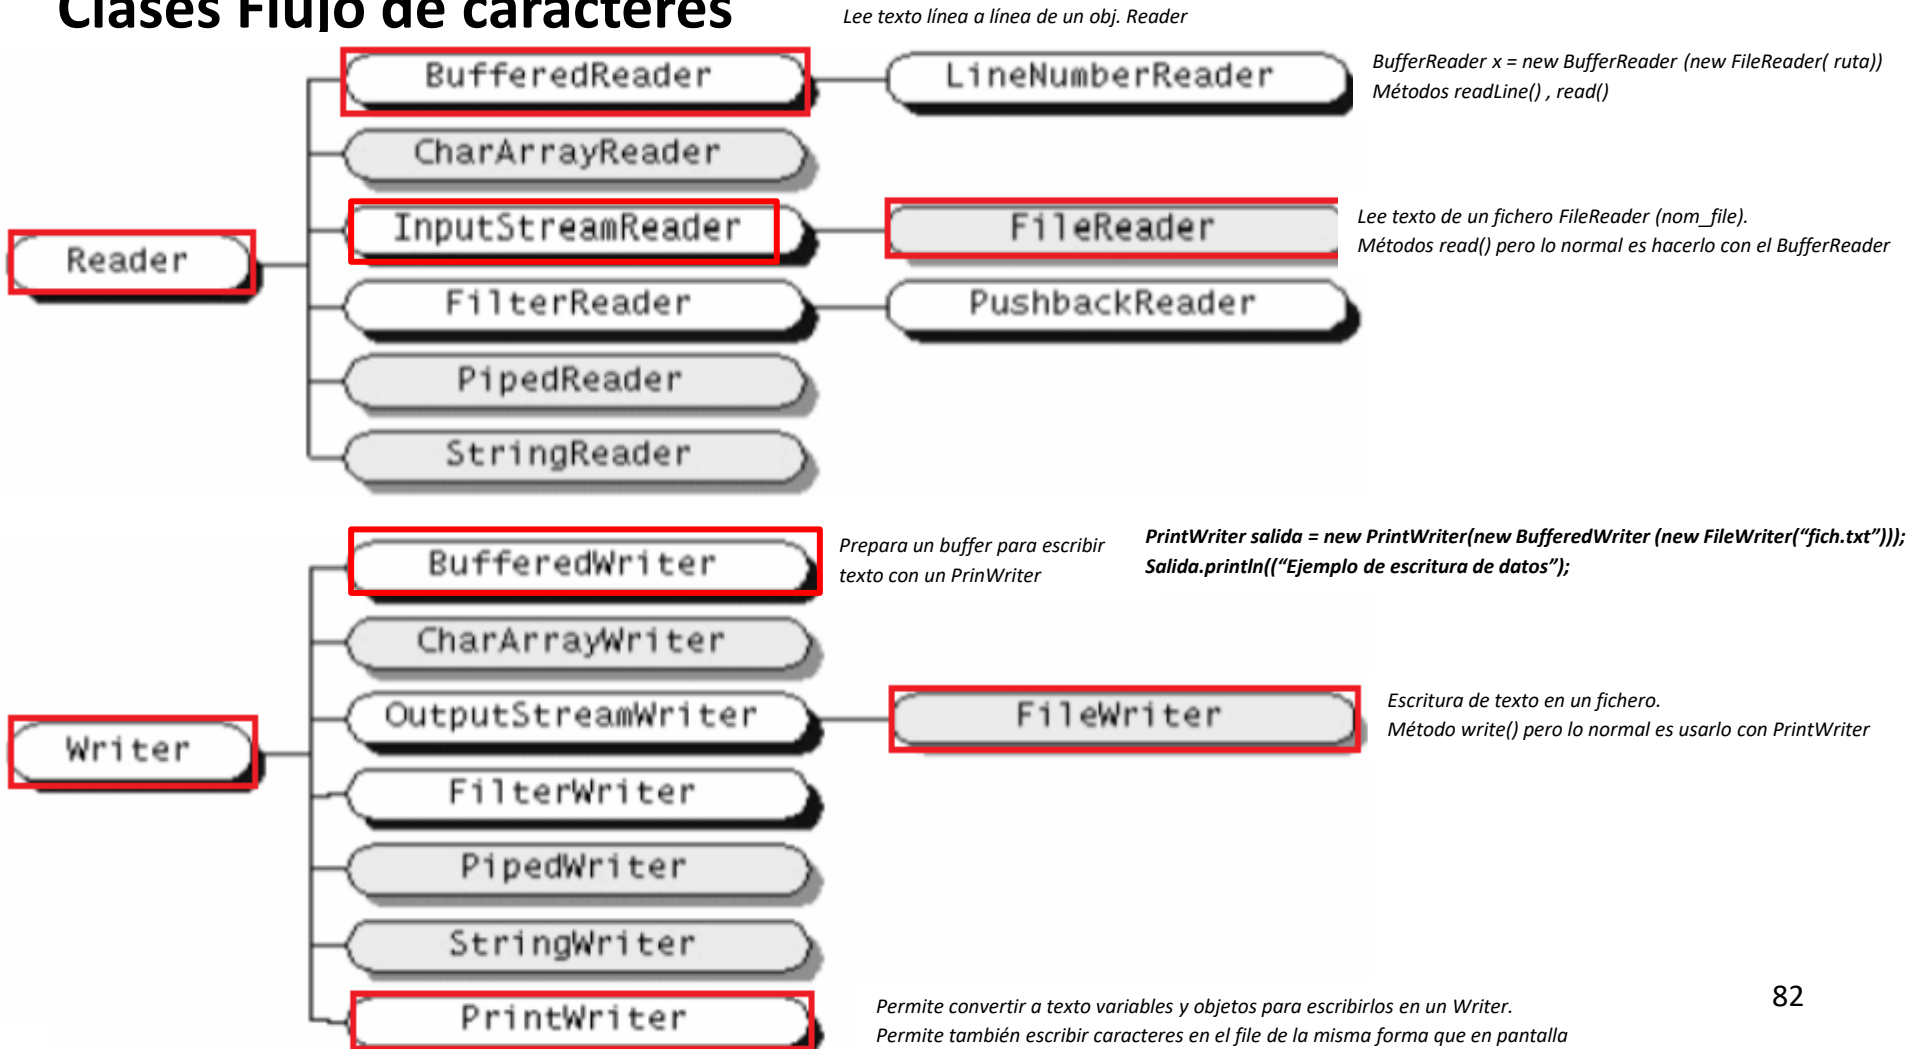 Clases Flujo de caracteres
Lee texto línea a línea de un obj. Reader
BufferedReader
LineNumberReader
BufferReader x = new BufferReader (new FileReader( ruta))
Métodos readLine() , read()
CharArrayReader
InputStreamReader
FileReader
Lee texto de un fichero FileReader (nom_file).
Métodos read() pero lo normal es hacerlo con el BufferReader
Reader
FilterReader
PushbackReader
PipedReader
StringReader
BufferedWriter
Prepara un buffer para escribir
texto con un PrinWriter
PrintWriter salida = new PrintWriter(new BufferedWriter (new FileWriter(“fich.txt”)));
Salida.println((“Ejemplo de escritura de datos”);
CharArrayWriter
OutputStreamWriter
FileWriter
Escritura de texto en un fichero.
Método write() pero lo normal es usarlo con PrintWriter
Writer
FilterWriter
PipedWriter
StringWriter
PrintWriter
Permite convertir a texto variables y objetos para escribirlos en un Writer.
Permite también escribir caracteres en el file de la misma forma que en pantalla
82